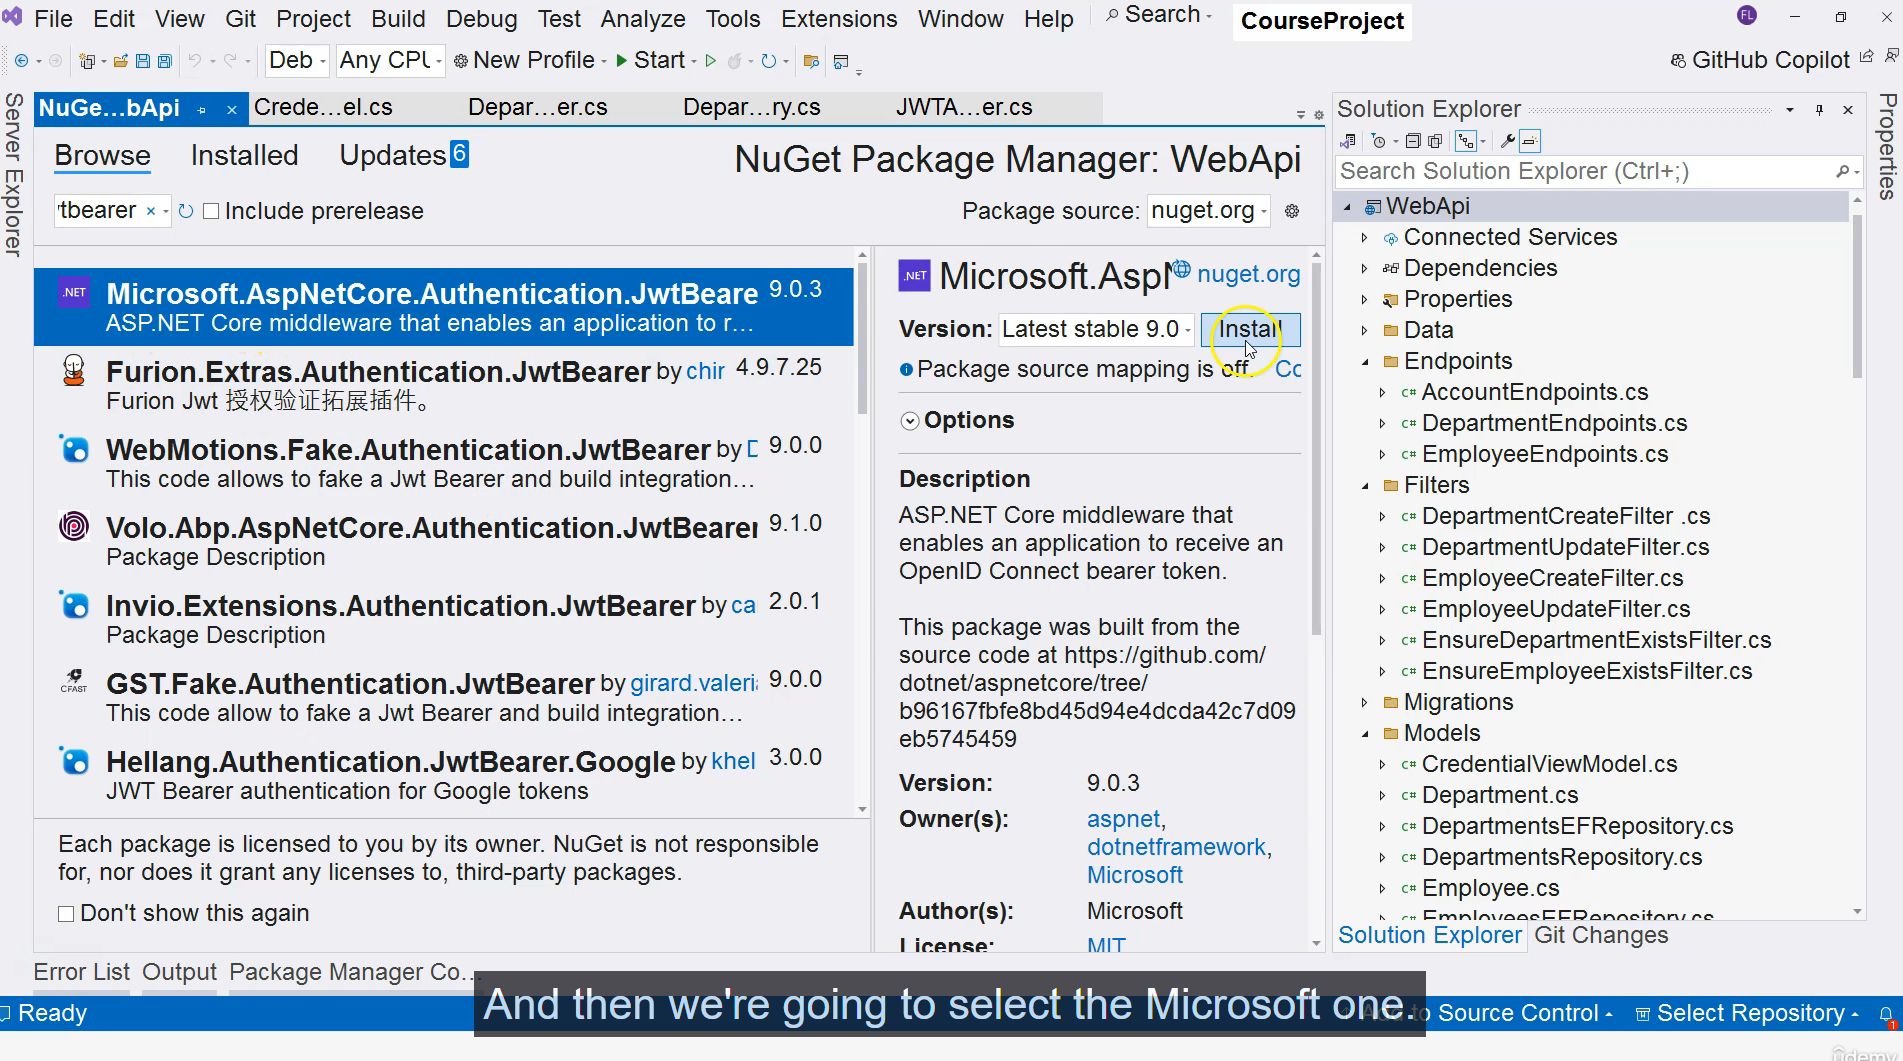 File Edit View Git Project Build Debug Test Analyze Tools Extensions Window Help Search CourseProject FL
Deb Any CPU New Profile Start GitHub Copilot
Server Explorer
NuGe...bApi Crede...el.cs Depar...er.cs Depar...ry.cs JWTA...er.cs
Browse Installed Updates 6
NuGet Package Manager: WebApi
tbearer Include prerelease
Package source: nuget.org
.NET Microsoft.AspNetCore.Authentication.JwtBeare 9.0.3
ASP.NET Core middleware that enables an application to r...
Furion.Extras.Authentication.JwtBearer by chir 4.9.7.25
Furion Jwt 授权验证拓展插件。
WebMotions.Fake.Authentication.JwtBearer by D 9.0.0
This code allows to fake a Jwt Bearer and build integration...
Volo.Abp.AspNetCore.Authentication.JwtBearer 9.1.0
Package Description
Invio.Extensions.Authentication.JwtBearer by ca 2.0.1
Package Description
CFAST GST.Fake.Authentication.JwtBearer by girard.valeri 9.0.0
This code allow to fake a Jwt Bearer and build integration...
Hellang.Authentication.JwtBearer.Google by khel 3.0.0
JWT Bearer authentication for Google tokens
Each package is licensed to you by its owner. NuGet is not responsible
for, nor does it grant any licenses to, third-party packages.
Don't show this again
.NET Microsoft.AspN nuget.org
Version: Latest stable 9.0 Install
Package source mapping is off. Co
Options
Description
ASP.NET Core middleware that
enables an application to receive an
OpenID Connect bearer token.
This package was built from the
source code at https://github.com/
dotnet/aspnetcore/tree/
b96167fbfe8bd45d94e4dcda42c7d09
eb5745459
Version: 9.0.3
Owner(s): aspnet,
dotnetframework,
Microsoft
Author(s): Microsoft
License: MIT
Solution Explorer
Search Solution Explorer (Ctrl+;)
WebApi
Connected Services
Dependencies
Properties
Data
Endpoints
C# AccountEndpoints.cs
C# DepartmentEndpoints.cs
C# EmployeeEndpoints.cs
Filters
C# DepartmentCreateFilter .cs
C# DepartmentUpdateFilter.cs
C# EmployeeCreateFilter.cs
C# EmployeeUpdateFilter.cs
C# EnsureDepartmentExistsFilter.cs
C# EnsureEmployeeExistsFilter.cs
Migrations
Models
C# CredentialViewModel.cs
C# Department.cs
C# DepartmentsEFRepository.cs
C# DepartmentsRepository.cs
C# Employee.cs
C# EmployeesEFRepository.cs
Solution Explorer Git Changes
Properties
Error List Output Package Manager Co...
And then we're going to select the Microsoft one.
Ready to Source Control Select Repository 1
ûdemy